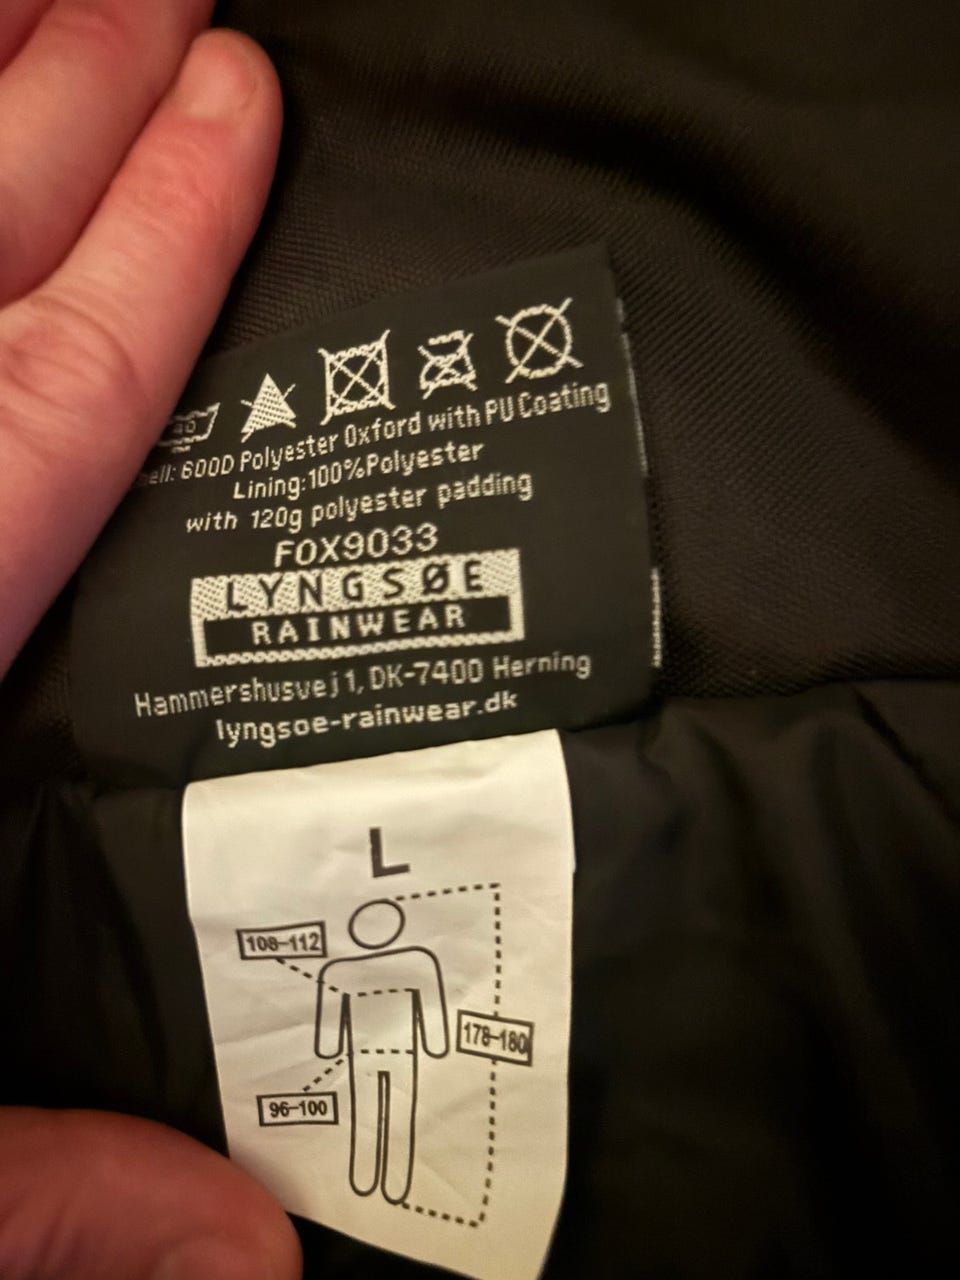 600D Polyester Oxford with PU Coating
Lining:100%Polyester
with 120g polyester padding
FOX9033
LYNGSØE
RAINWEAR
Hammershusvej 1, DK-7400 Herning
lyngsoe-rainwear.dk
L
108-112
178-180
96-100